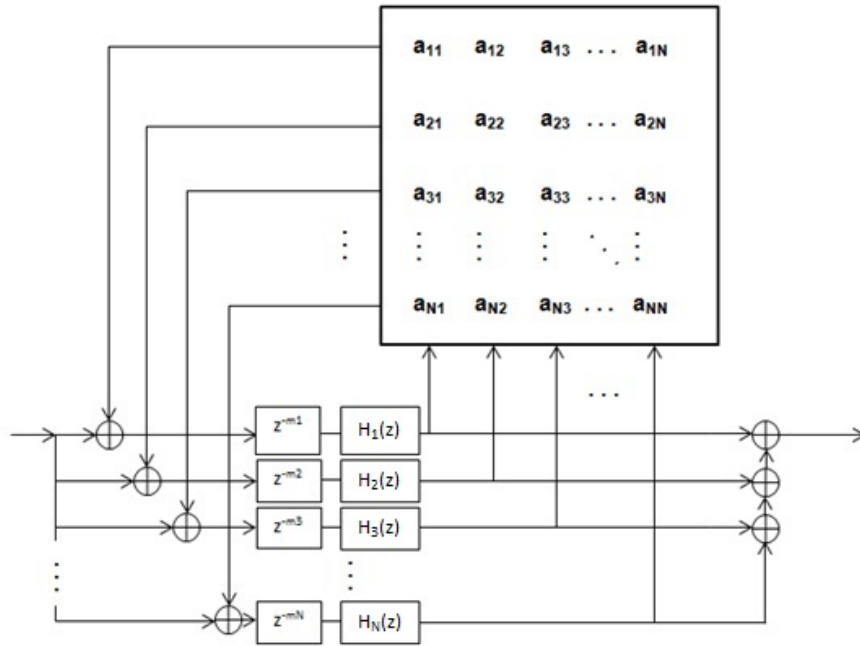 a11 a12 a13 ... a1N
a21 a22 a23 ... a2N
a31 a32 a33 ... a3N
aN1 aN2 aN3 ... aNN
...
z-m1 H1(z)
z-m2 H2(z)
z-m3 H3(z)
z-mN HN(z)